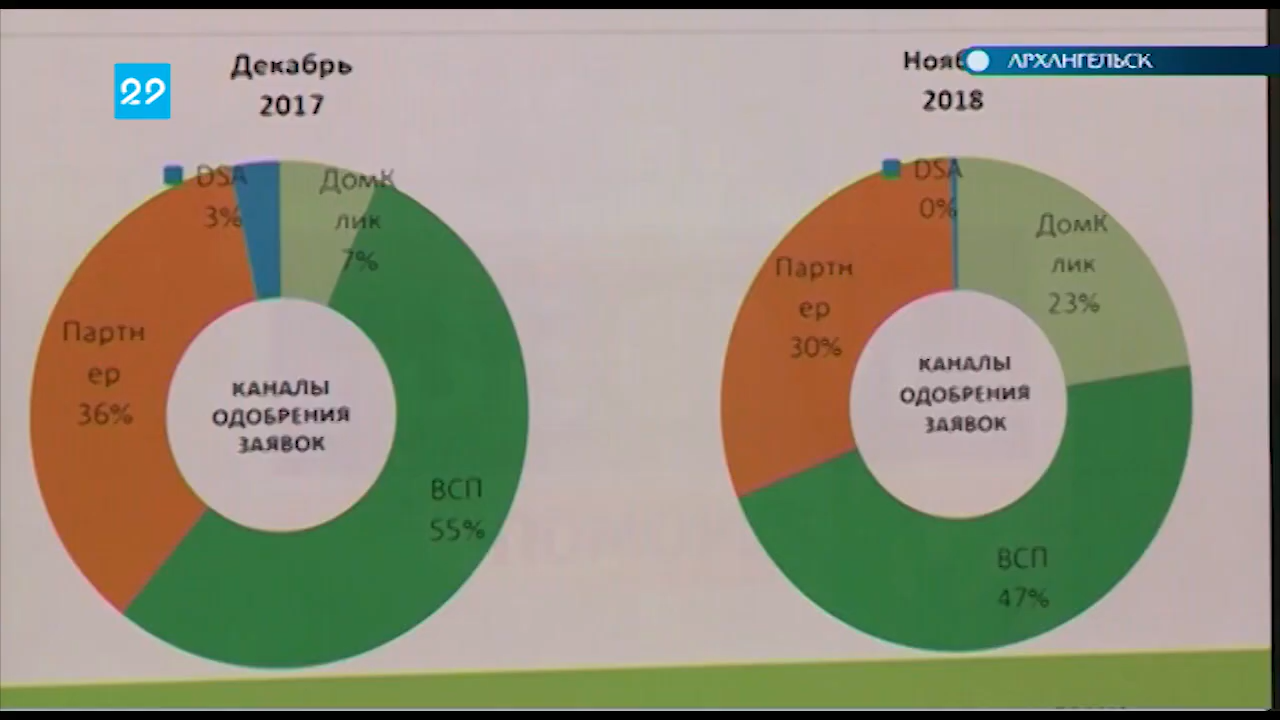 29
АРХАНГЕЛЬСК
Декабрь
2017
DSA
3%
ДомК
лик
7%
Партн
ер
36%
КАНАЛЫ
ОДОБРЕНИЯ
ЗАЯВОК
ВСП
55%
2018
DSA
0%
ДомК
лик
23%
Партн
ер
30%
КАНАЛЫ
ОДОБРЕНИЯ
ЗАЯВОК
ВСП
47%